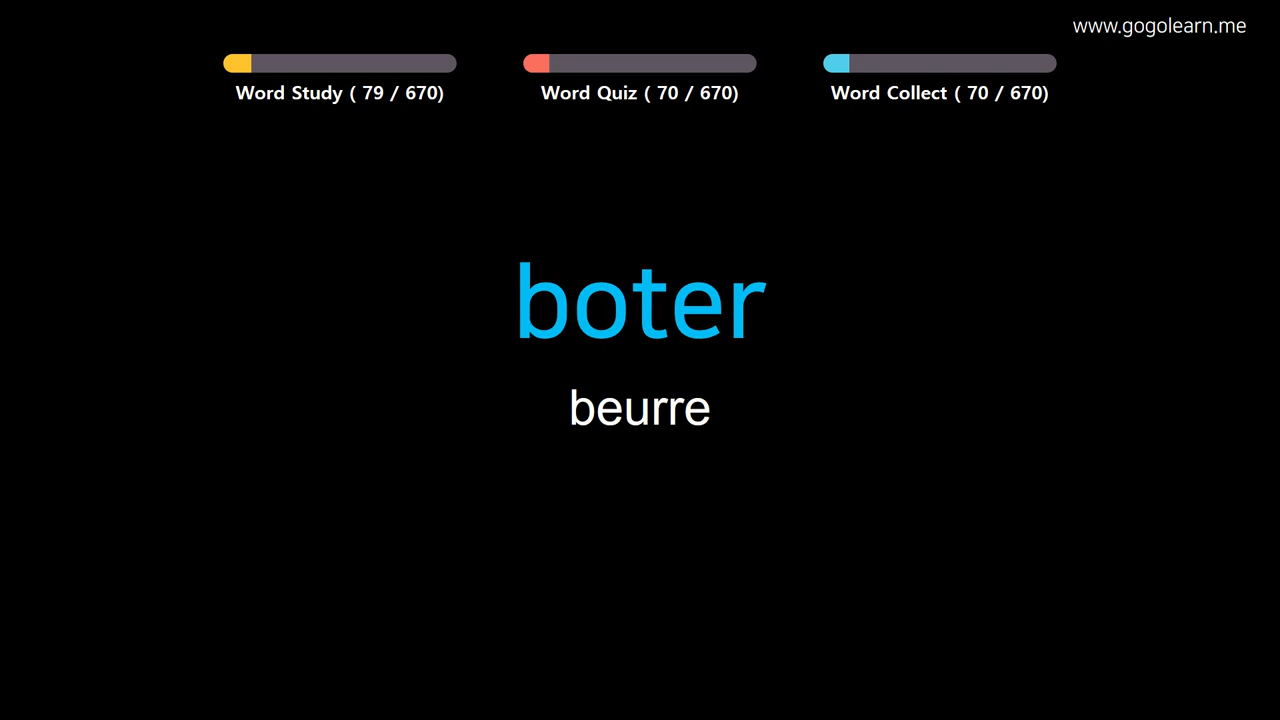 www.gogolearn.me
Word Study ( 79 / 670)
Word Quiz ( 70 / 670)
Word Collect ( 70 / 670)
boter
beurre